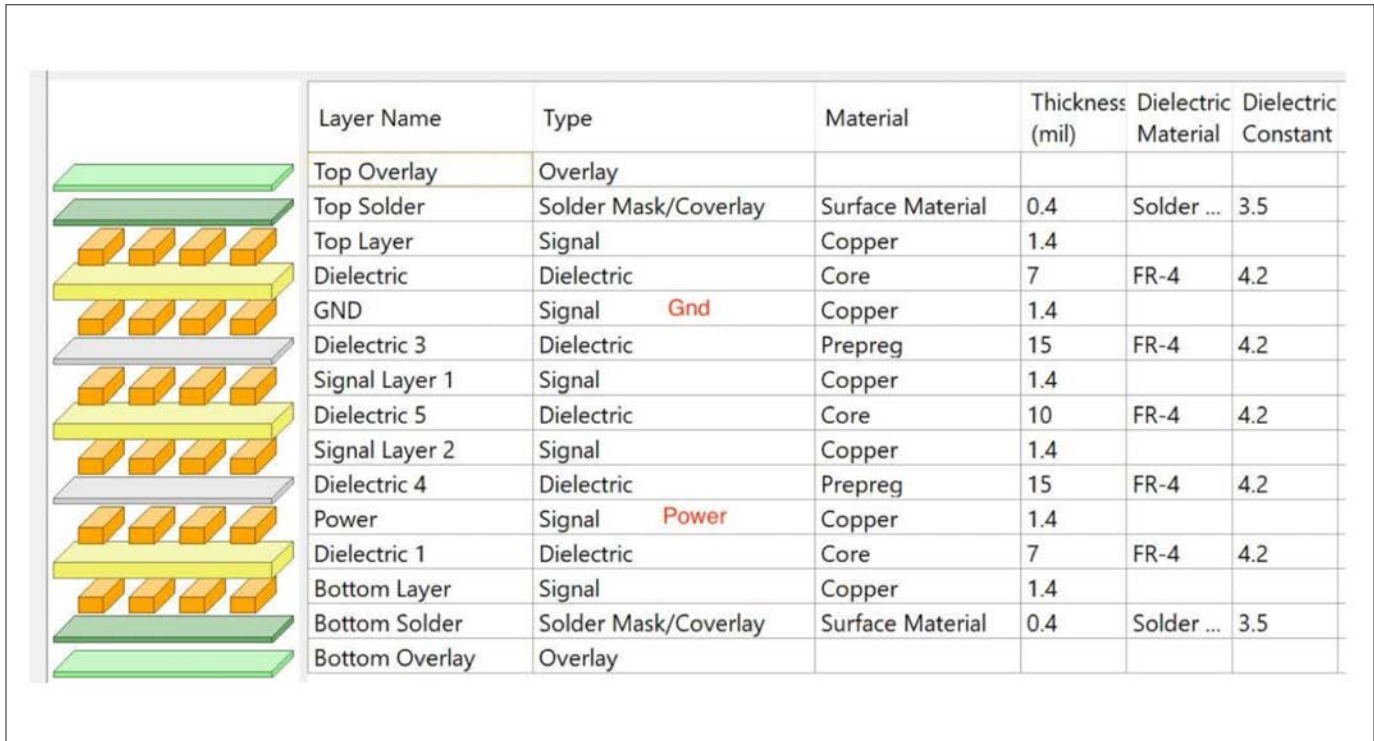 Layer Name Type Material Thickness (mil) Dielectric Material Dielectric Constant
Top Overlay Overlay
Top Solder Solder Mask/Coverlay Surface Material 0.4 Solder ... 3.5
Top Layer Signal Copper 1.4
Dielectric Dielectric Core 7 FR-4 4.2
GND Signal Gnd Copper 1.4
Dielectric 3 Dielectric Prepreg 15 FR-4 4.2
Signal Layer 1 Signal Copper 1.4
Dielectric 5 Dielectric Core 10 FR-4 4.2
Signal Layer 2 Signal Copper 1.4
Dielectric 4 Dielectric Prepreg 15 FR-4 4.2
Power Signal Power Copper 1.4
Dielectric 1 Dielectric Core 7 FR-4 4.2
Bottom Layer Signal Copper 1.4
Bottom Solder Solder Mask/Coverlay Surface Material 0.4 Solder ... 3.5
Bottom Overlay Overlay